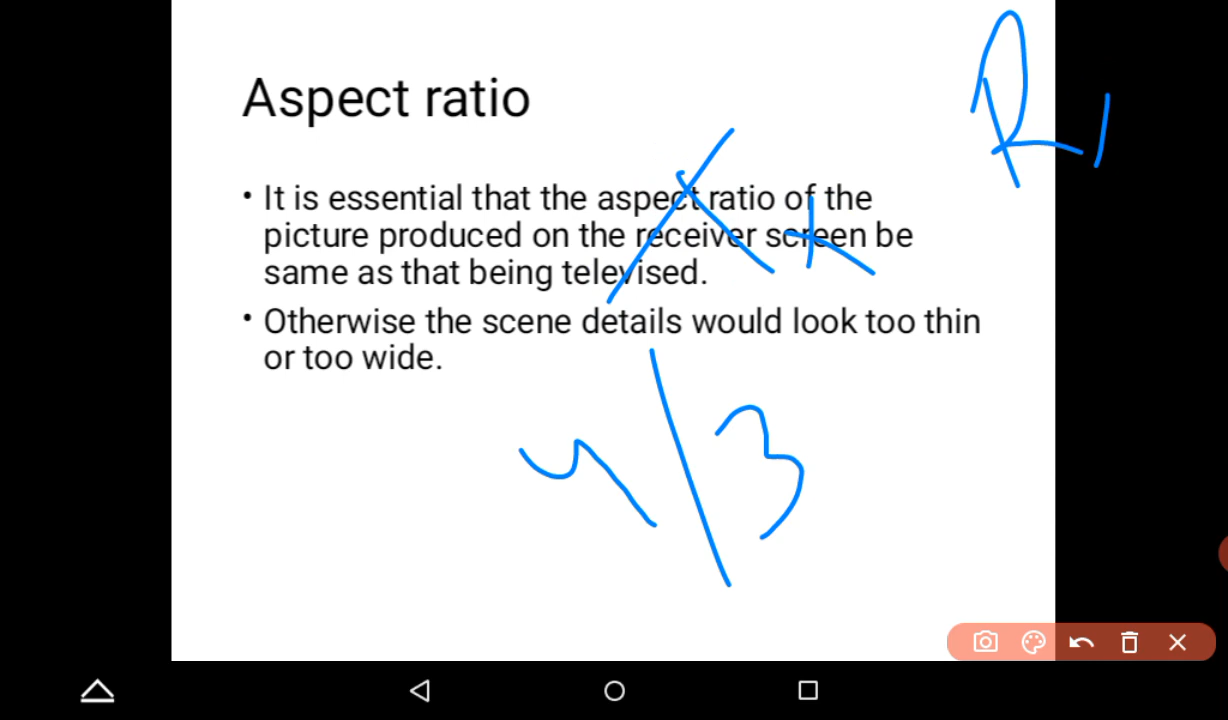 Aspect ratio
• It is essential that the aspect ratio of the
picture produced on the receiver screen be
same as that being televised.
• Otherwise the scene details would look too thin
or too wide.
4/3